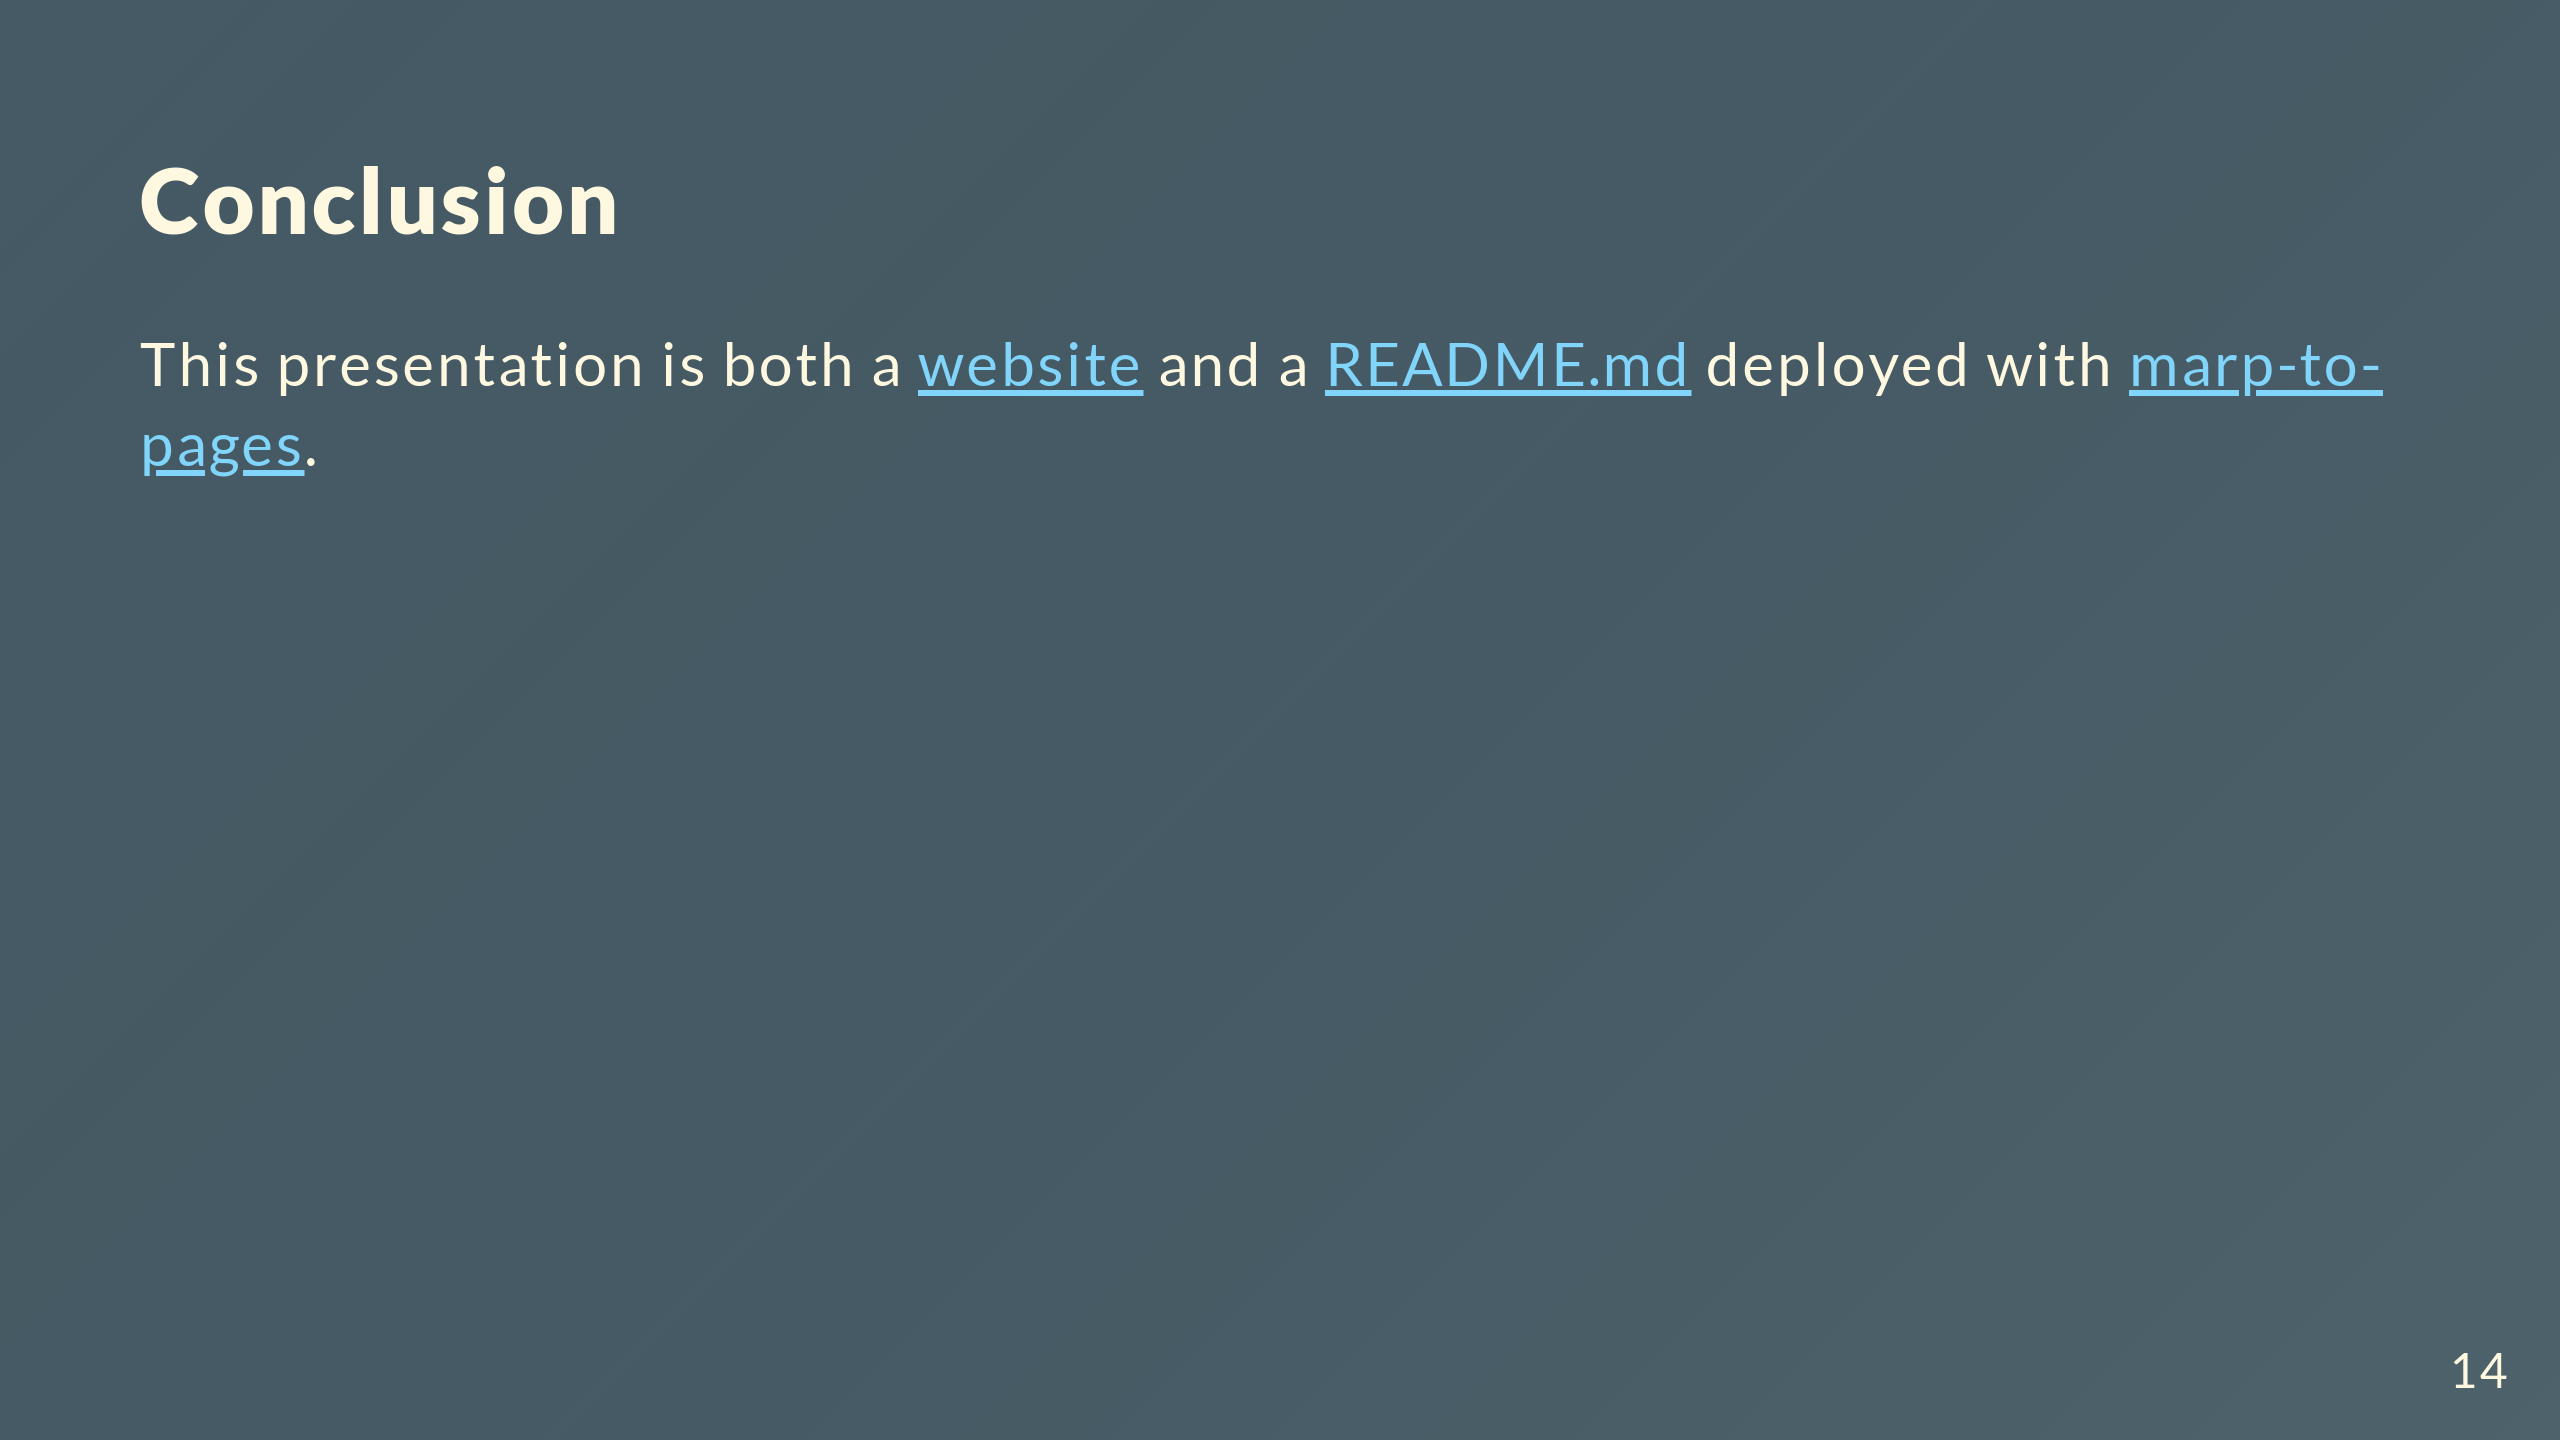 Conclusion
This presentation is both a website and a README.md deployed with marp-to-
pages.
14